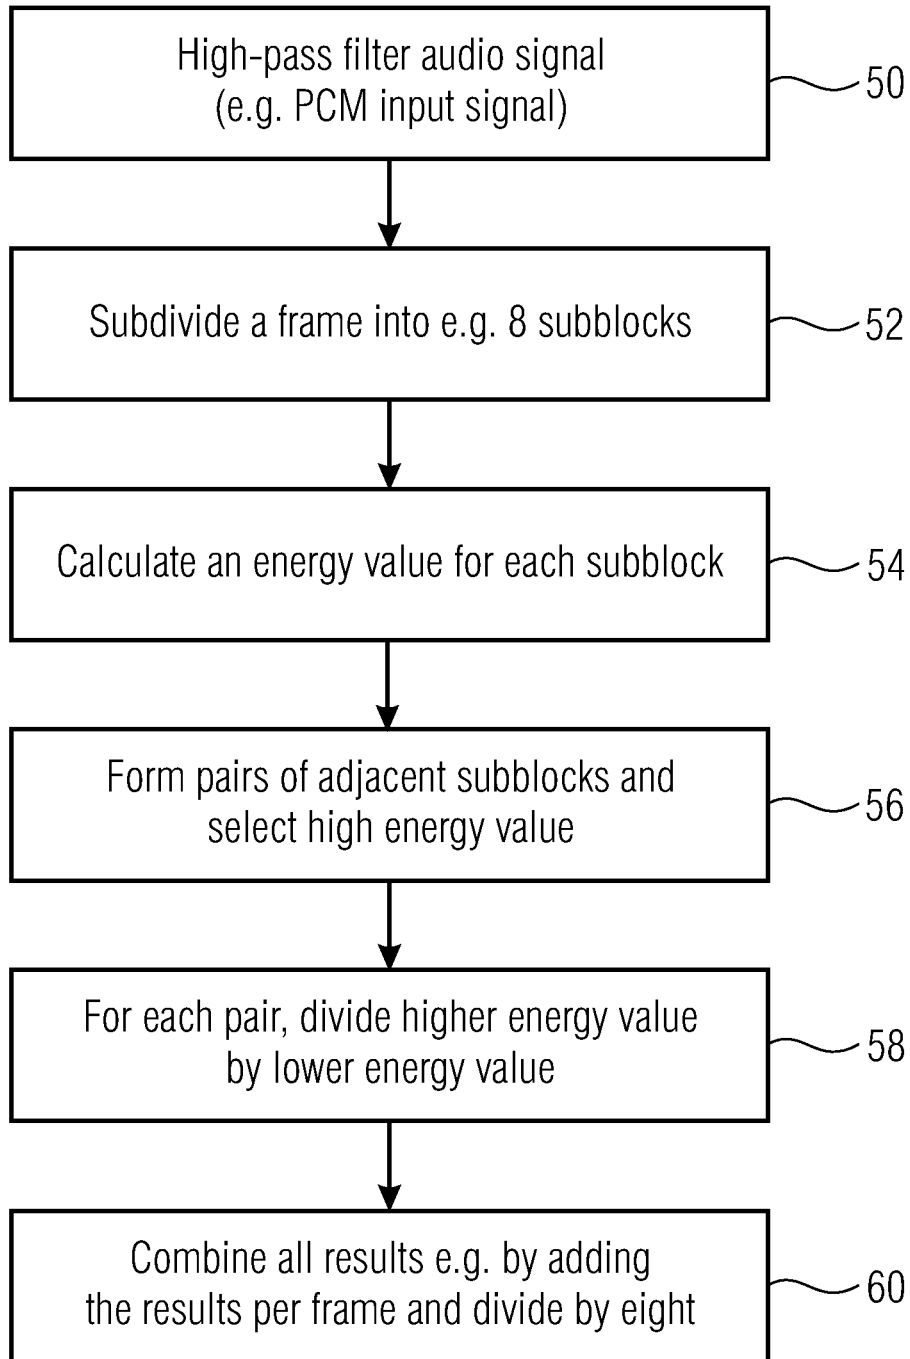 High-pass filter audio signal
(e.g. PCM input signal)
50
Subdivide a frame into e.g. 8 subblocks
52
Calculate an energy value for each subblock
54
Form pairs of adjacent subblocks and
select high energy value
56
For each pair, divide higher energy value
by lower energy value
58
Combine all results e.g. by adding
the results per frame and divide by eight
60